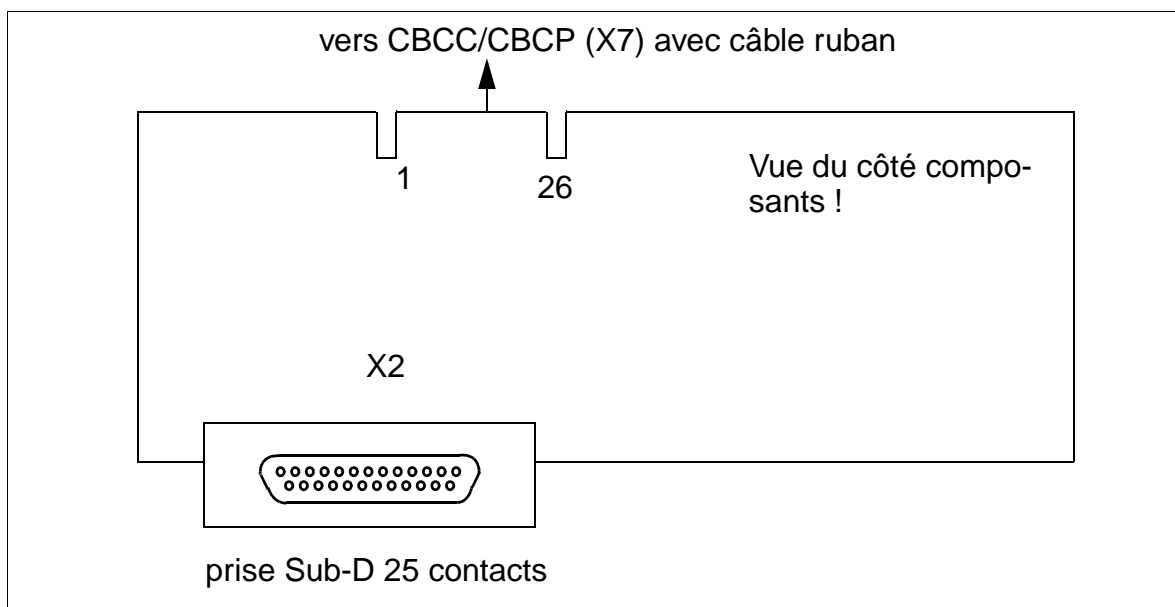 vers CBCC/CBCP (X7) avec câble ruban
1
26
Vue du côté compo-
sants !
X2
prise Sub-D 25 contacts